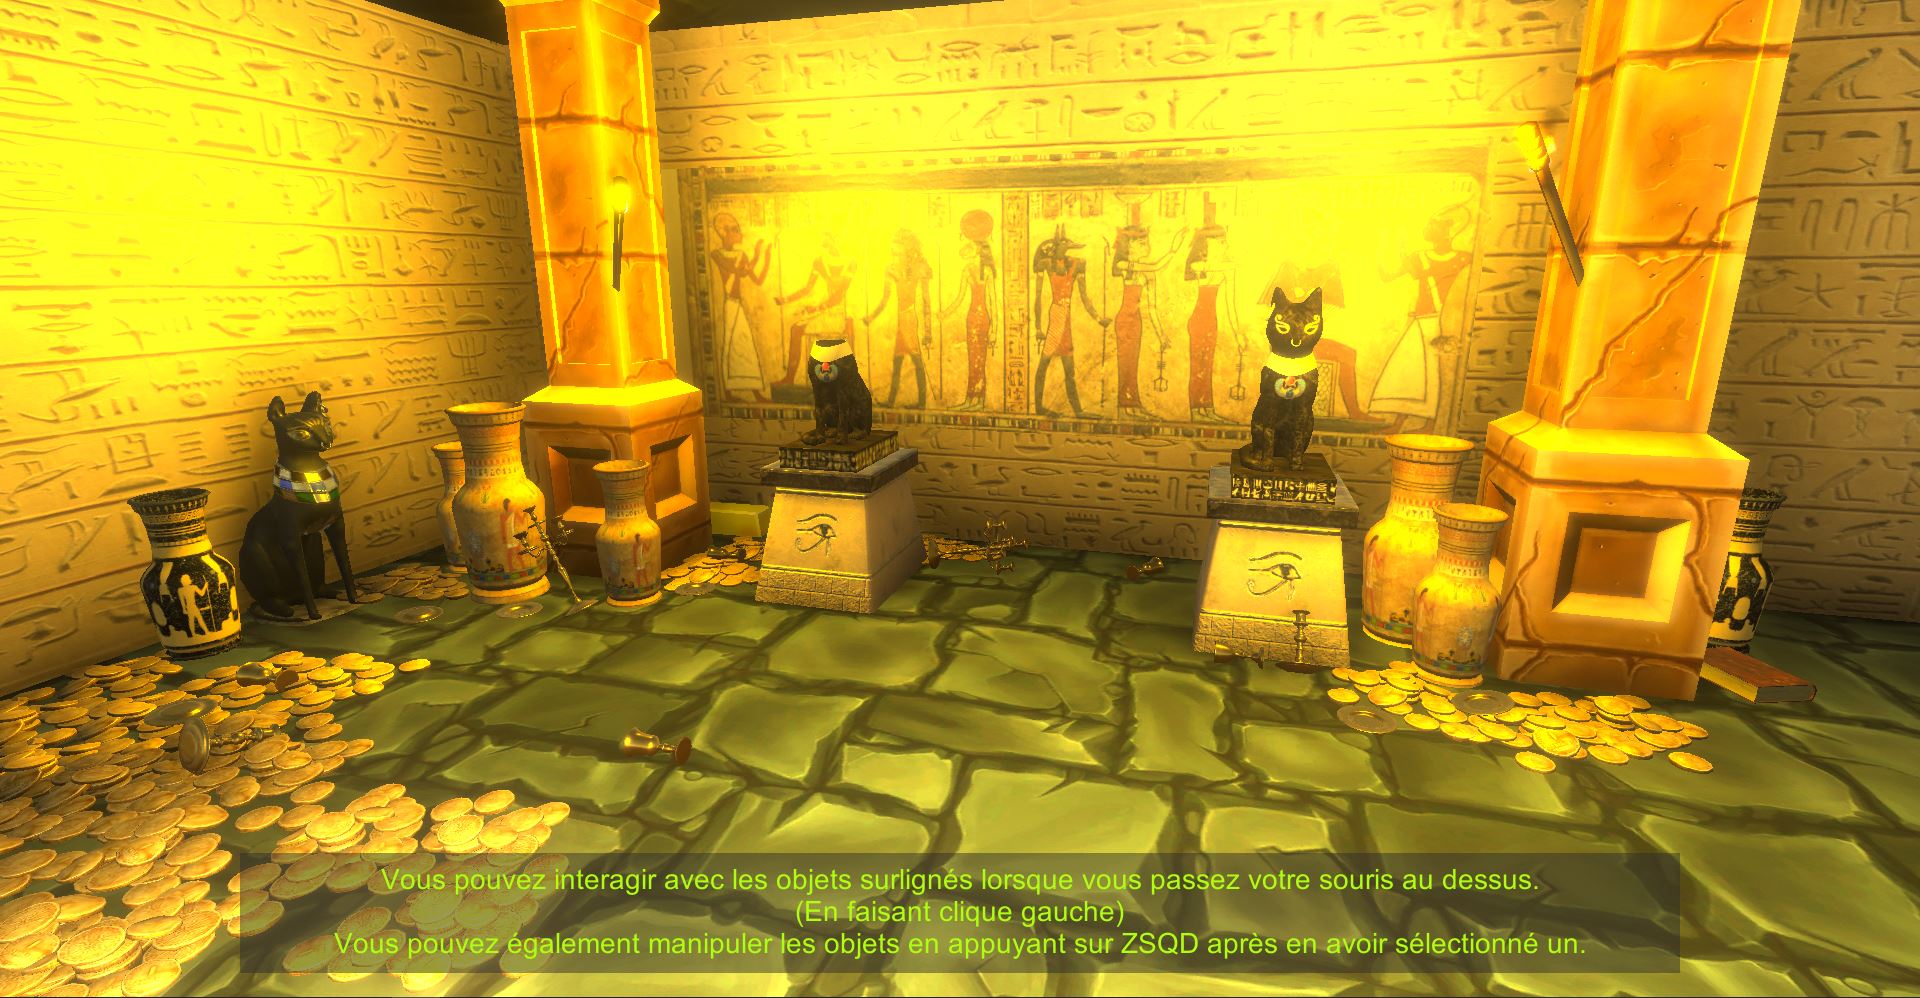 Vous pouvez interagir avec les objets surlignés lorsque vous passez votre souris au dessus.
(En faisant clique gauche)
Vous pouvez également manipuler les objets en appuyant sur ZSQD après en avoir sélectionné un.